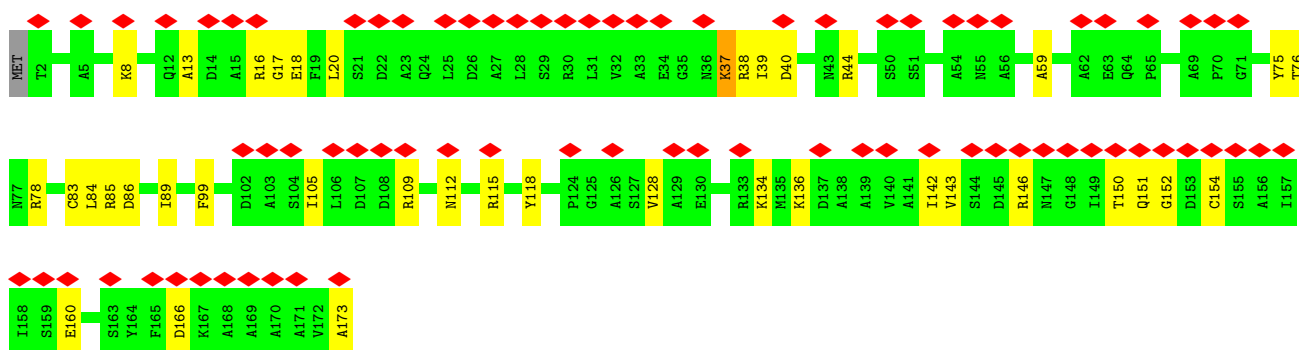 MET T2 A5 K8 Q12 A13 D14 A15 R16 G17 E18 F19 L20 S21 D22 A23 Q24 L25 D26 A27 L28 S29 R30 L31 V32 A33 E34 G35 N36 K37 R38 I39 D40 N43 R44 S50 S51 A54 N55 A56 A59 A62 E63 Q64 P65 A69 P70 G71 Y75 T76
N77 R78 C83 L84 R85 D86 I89 F99 D102 A103 S104 I105 L106 D107 D108 R109 N112 R115 Y118 P124 G125 A126 S127 V128 A129 E130 R133 K134 M135 K136 D137 A138 A139 V140 A141 I142 V143 S144 D145 R146 N147 G148 I149 T150 Q151 G152 D153 C154 S155 A156 I157
I158 S159 E160 S163 Y164 F165 D166 K167 A168 A169 A170 A171 V172 A173